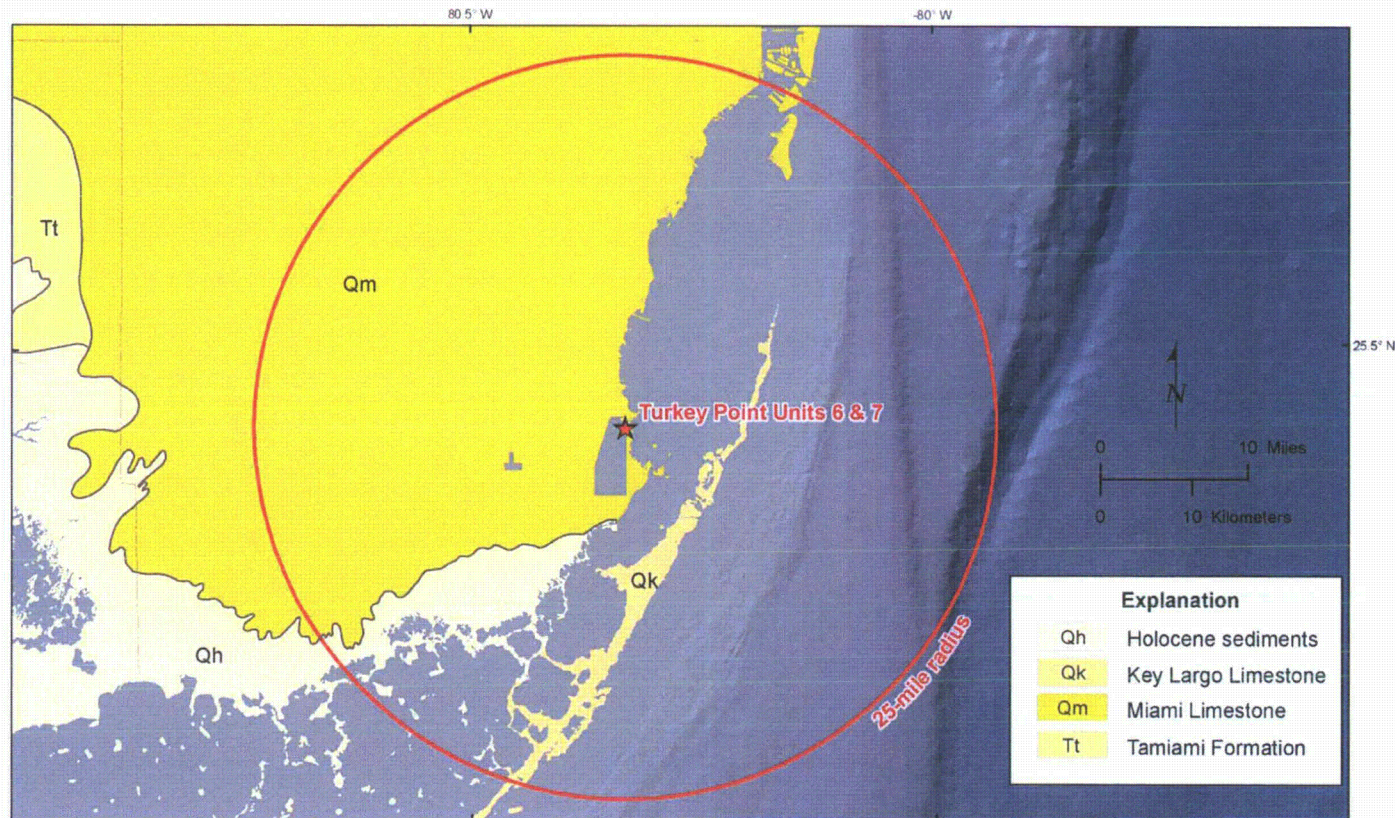 80.5° W
-80° W
Tt
Qm
25.5° N
Turkey Point Units 6 & 7
N
0 10 Miles
0 10 Kilometers
Qk
Qh
25-mile radius
Explanation
Qh Holocene sediments
Qk Key Largo Limestone
Qm Miami Limestone
Tt Tamiami Formation